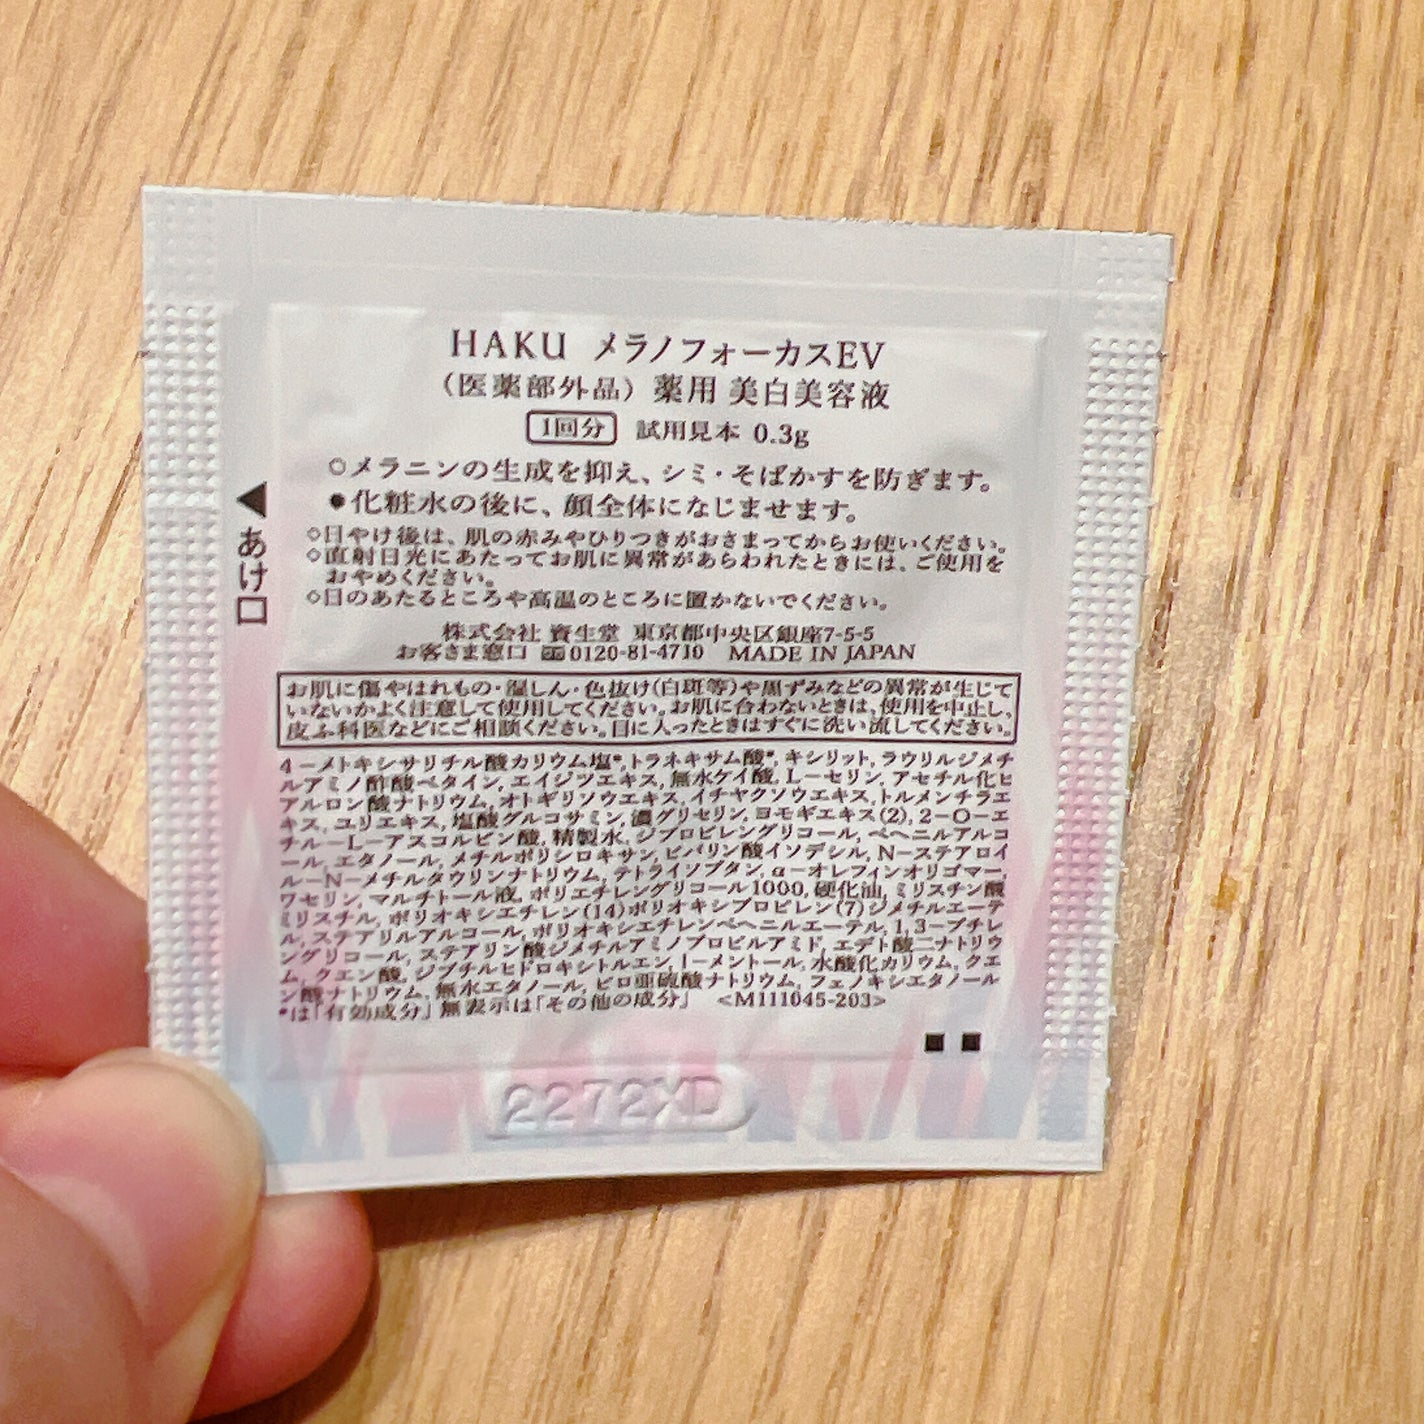 HAKU メラノフォーカスEV
(医薬部外品) 薬用 美白美容液
1回分 試用見本 0.3g
○メラニンの生成を抑え、シミ・そばかすを防ぎます。
●化粧水の後に、顔全体になじませます。
◇日やけ後は、肌の赤みやひりつきがおさまってからお使いください。
◇直射日光にあたってお肌に異常があらわれたときには、ご使用を
おやめください。
◇日のあたるところや高温のところに置かないでください。
株式会社 資生堂 東京都中央区銀座7-5-5
お客さま窓口 0120-81-4710 MADE IN JAPAN
お肌に傷やはれもの・湿しん・色抜け(白斑等)や黒ずみなどの異常が生じて
いないかよく注意して使用してください。お肌に合わないときは、使用を中止し、
皮ふ科医などにご相談ください。目に入ったときはすぐに洗い流してください。
4-メトキシサリチル酸カリウム塩*,トラネキサム酸*, キシリット, ラウリルジメチ
ルアミノ酢酸ベタイン, エイジツエキス, 無水ケイ酸, L-セリン, アセチル化ヒ
アルロン酸ナトリウム, オトギリソウエキス, イチヤクソウエキス, トルメンチラエ
キス, ユリエキス, 塩酸グルコサミン, 濃グリセリン, ヨモギエキス(2), 2-O-エ
チル-L-アスコルビン酸, 精製水, ジプロピレングリコール, ベヘニルアルコ
ール, エタノール, メチルポリシロキサン, ピバリン酸イソデシル, N-ステアロイ
ル-N-メチルタウリンナトリウム, テトライソブタン, α-オレフィンオリゴマー,
ワセリン, マルチトール液, ポリエチレングリコール1000, 硬化油, ミリスチン酸
ミリスチル, ポリオキシエチレン(14)ポリオキシプロピレン(7)ジメチルエーテ
ル, ステアリルアルコール, ポリオキシエチレンベヘニルエーテル, 1,3-ブチレ
ングリコール, ステアリン酸ジメチルアミノプロピルアミド, エデト酸二ナトリウ
ム, クエン酸, ジブチルヒドロキシトルエン, l-メントール, 水酸化カリウム, クエ
ン酸ナトリウム, 無水エタノール, ピロ亜硫酸ナトリウム, フェノキシエタノール
*は「有効成分」無表示は「その他の成分」 <M111045-203>
◀あけ口
2272XD